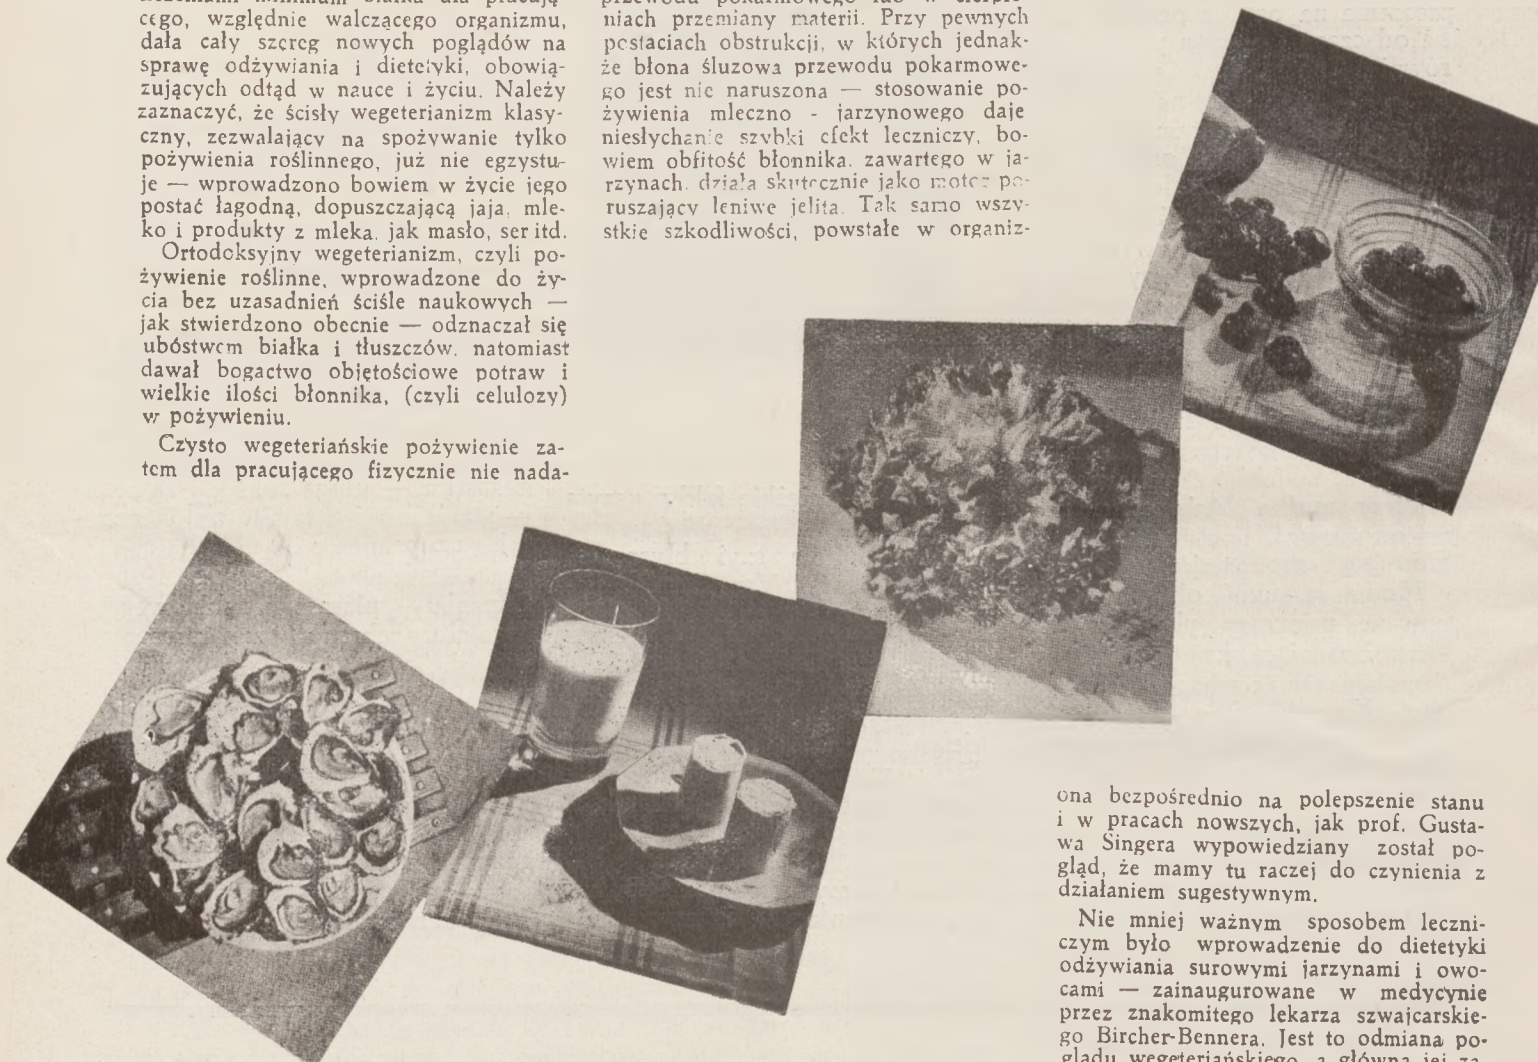 cego, względnie walczącego organizmu,
dała cały szereg nowych poglądów na
sprawę odżywiania i dietetyki, obowią-
zujących odtąd w nauce i życiu. Należy
zaznaczyć, że ścisły wegeterianizm klasy-
czny, zezwalający na spożywanie tylko
pożywienia roślinnego, już nie egzystu-
je — wprowadzono bowiem w życie jego
postać łagodną, dopuszczającą jaja, mle-
ko i produkty z mleka, jak masło, ser itd.
Ortodoksyjny wegeterianizm, czyli po-
żywienie roślinne, wprowadzone do ży-
cia bez uzasadnień ściśle naukowych —
jak stwierdzono obecnie — odznaczał się
ubóstwem białka i tłuszczów, natomiast
dawał bogactwo objętościowe potraw i
wielkie ilości błonnika, (czyli celulozy)
w pożywieniu.
Czysto wegeteriańskie pożywienie za-
tem dla pracującego fizycznie nie nada-
niach przemiany materii. Przy pewnych
postaciach obstrukcji, w których jednak-
że błona śluzowa przewodu pokarmowe-
go jest nie naruszona — stosowanie po-
żywienia mleczno - jarzynowego daje
niesłychanie szybki efekt leczniczy, bo-
wiem obfitość błonnika, zawartego w ja-
rzynach, działa skutecznie jako motor po-
ruszający leniwe jelita. Tak samo wszy-
stkie szkodliwości, powstałe w organiz-
ona bezpośrednio na polepszenie stanu
i w pracach nowszych, jak prof. Gusta-
wa Singera wypowiedziany został po-
gląd, że mamy tu raczej do czynienia z
działaniem sugestywnym.
Nie mniej ważnym sposobem leczni-
czym było wprowadzenie do dietetyki
odżywiania surowymi jarzynami i owo-
cami — zainaugurowane w medycynie
przez znakomitego lekarza szwajcarskie-
go Bircher-Bennera. Jest to odmiana po-
glądu wegeteriańskiego, a główną jej za-